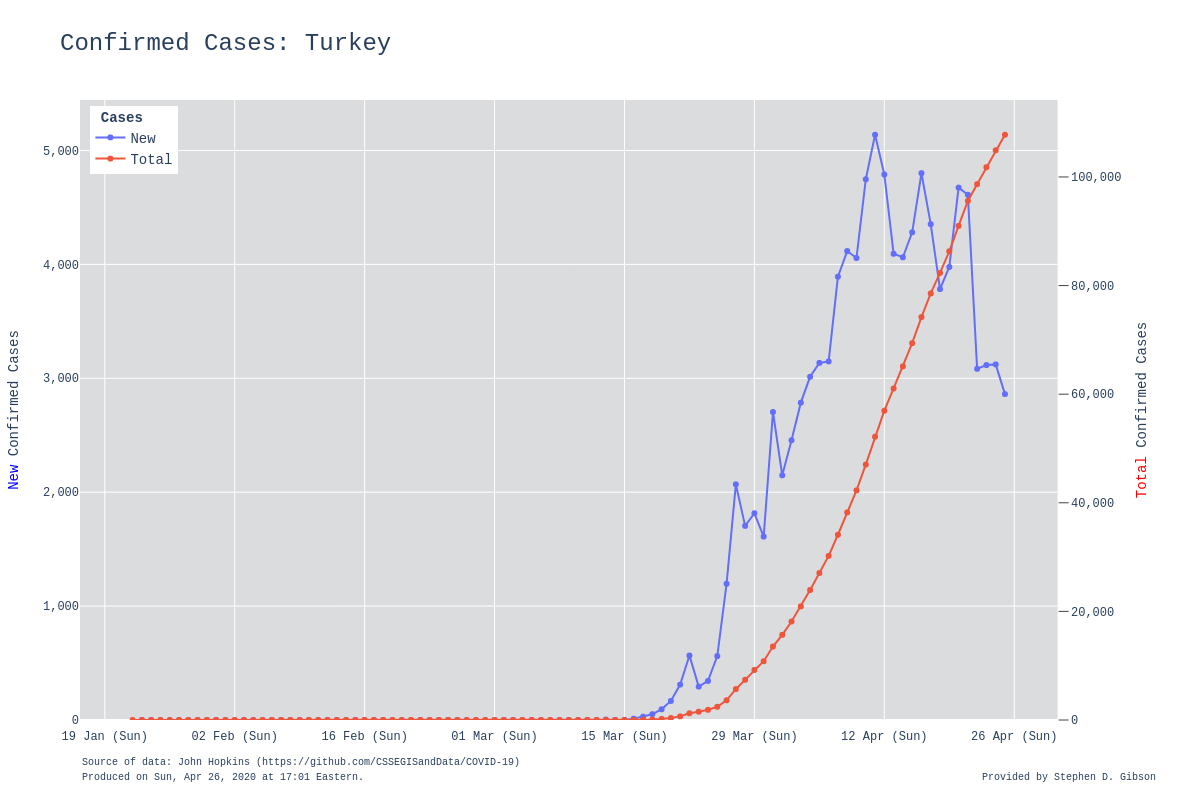 Confirmed Cases: Turkey
Cases
New
Total
5,000
4,000
3,000
2,000
1,000
0
100,000
80,000
60,000
40,000
20,000
0
New Confirmed Cases
Total Confirmed Cases
19 Jan (Sun) 02 Feb (Sun) 16 Feb (Sun) 01 Mar (Sun) 15 Mar (Sun) 29 Mar (Sun) 12 Apr (Sun) 26 Apr (Sun)
Source of data: John Hopkins (https://github.com/CSSEGISandData/COVID-19)
Produced on Sun, Apr 26, 2020 at 17:01 Eastern.
Provided by Stephen D. Gibson